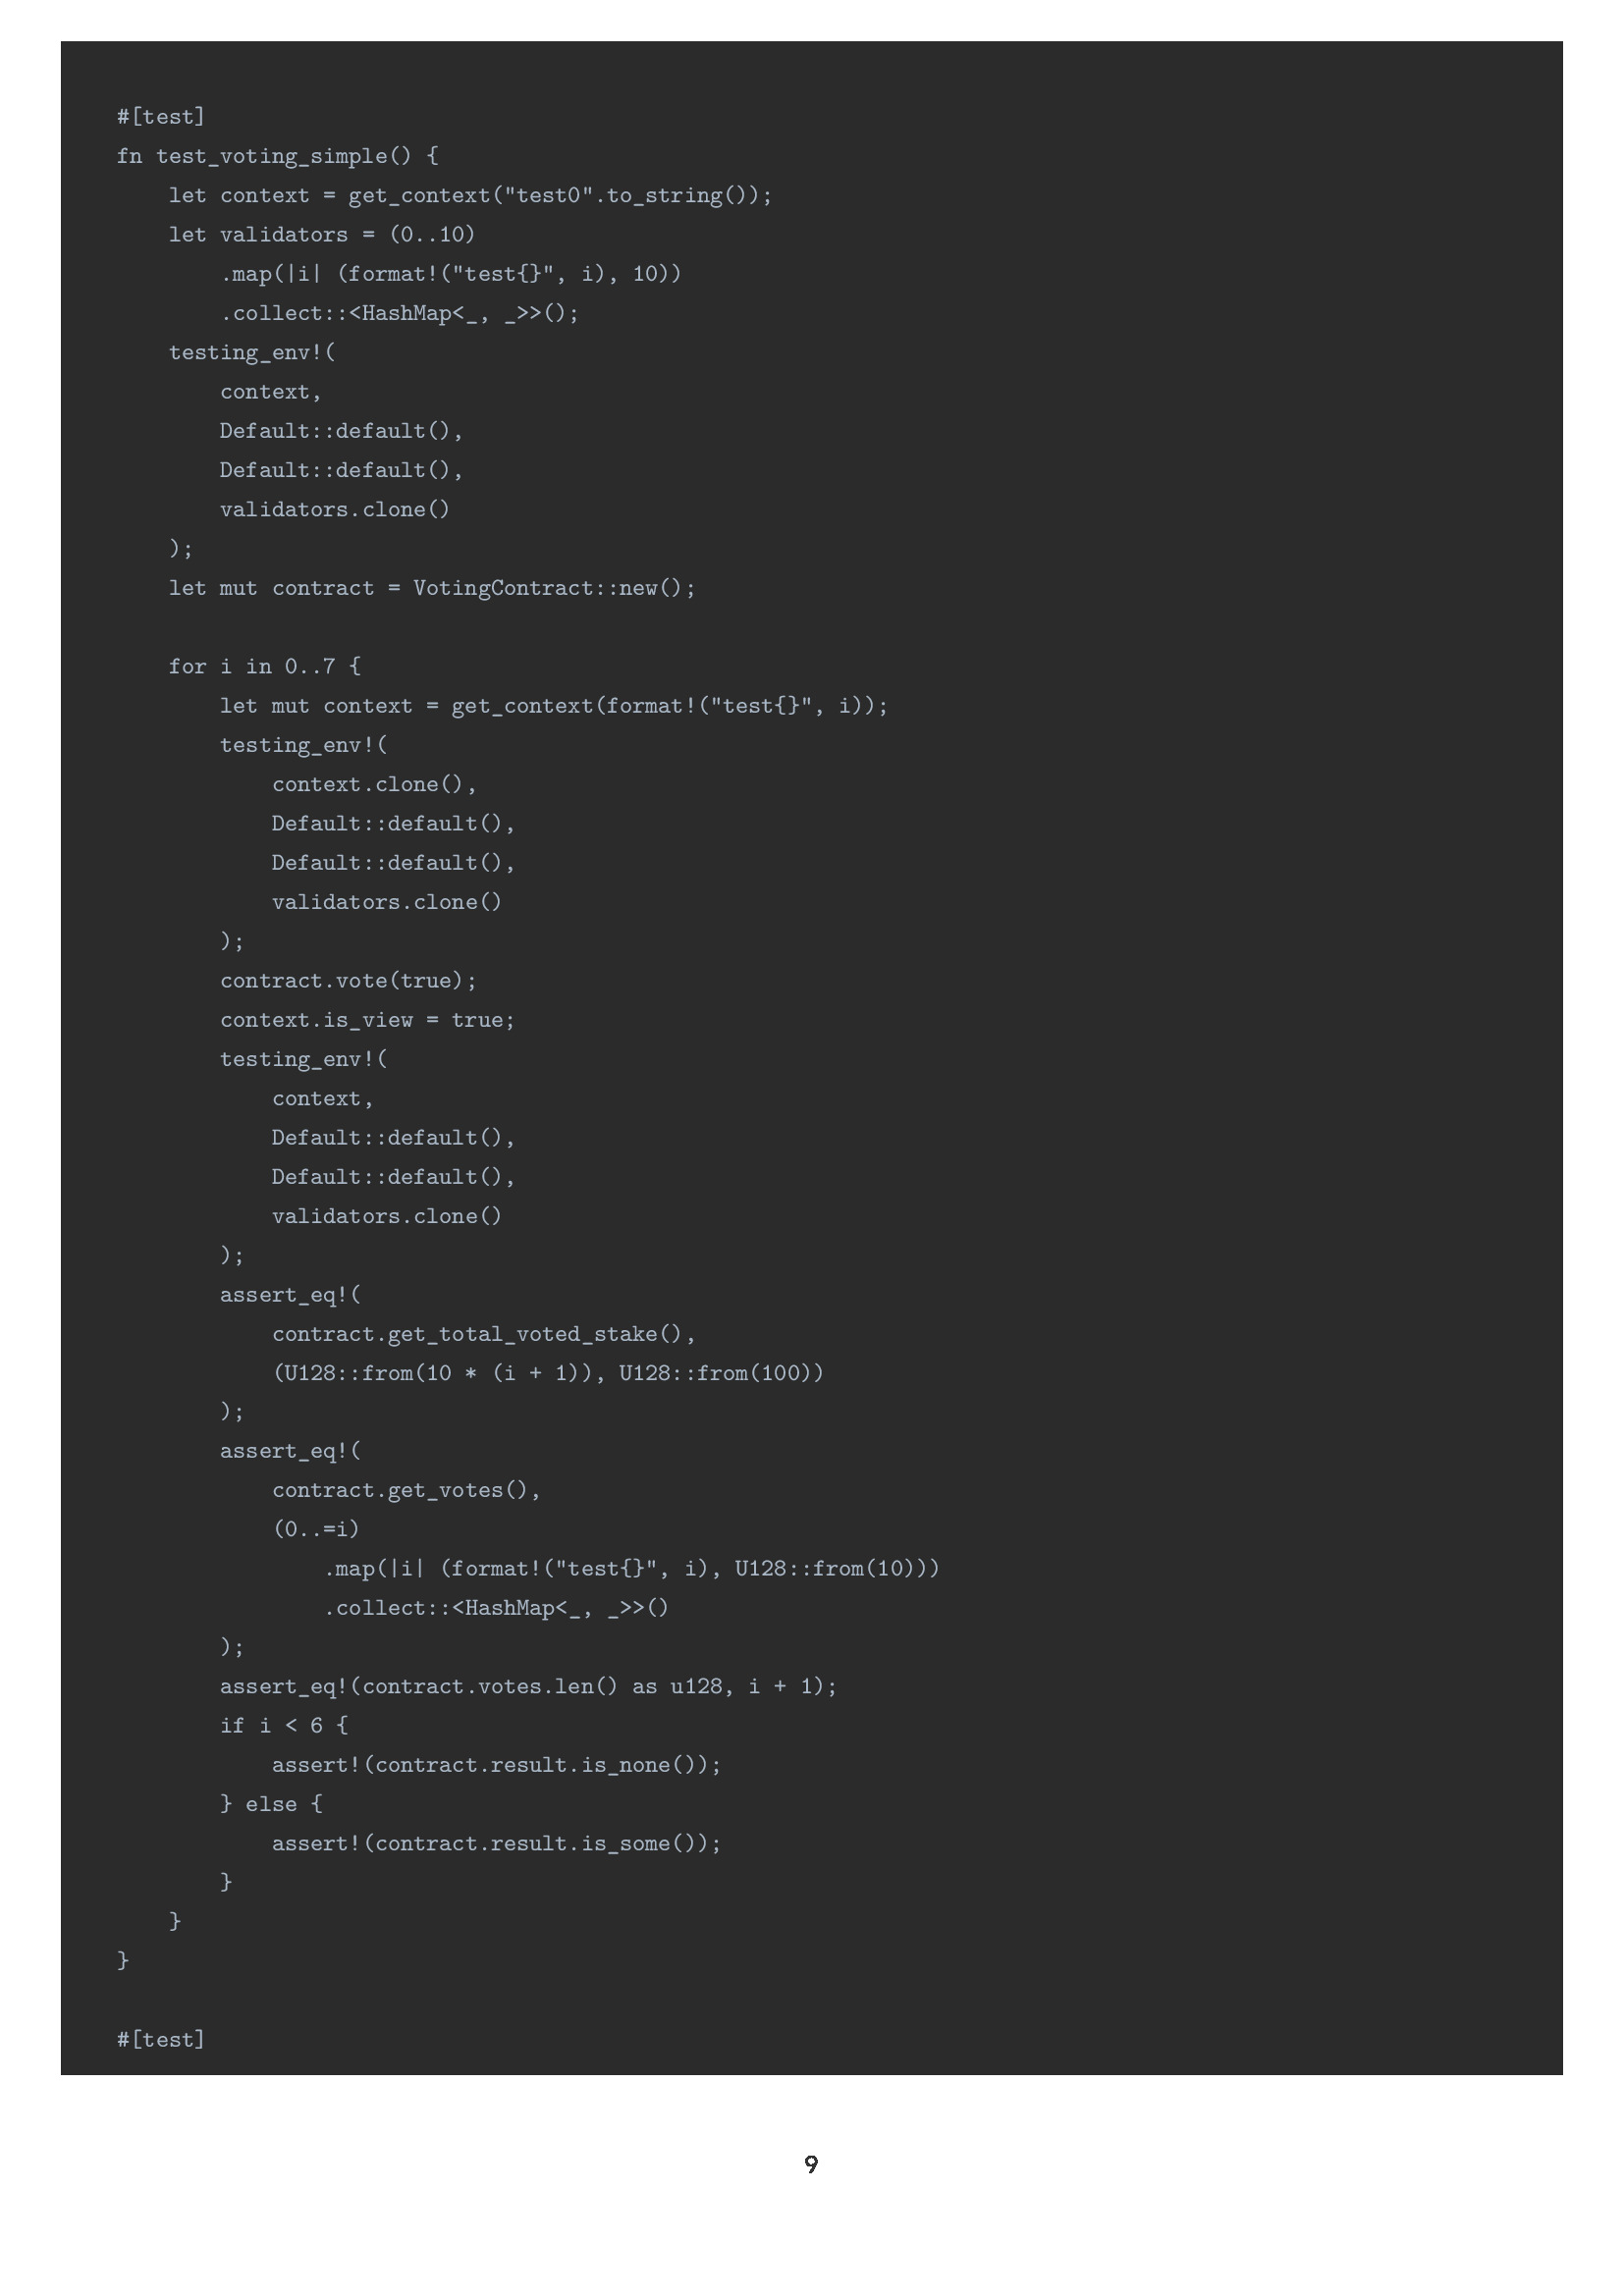 #[test]
fn test_voting_simple() {
    let context = get_context("test0".to_string());
    let validators = (0..10)
        .map(|i| (format!("test{}", i), 10))
        .collect::<HashMap<_, _>>();
    testing_env!(
        context,
        Default::default(),
        Default::default(),
        validators.clone()
    );
    let mut contract = VotingContract::new();

    for i in 0..7 {
        let mut context = get_context(format!("test{}", i));
        testing_env!(
            context.clone(),
            Default::default(),
            Default::default(),
            validators.clone()
        );
        contract.vote(true);
        context.is_view = true;
        testing_env!(
            context,
            Default::default(),
            Default::default(),
            validators.clone()
        );
        assert_eq!(
            contract.get_total_voted_stake(),
            (U128::from(10 * (i + 1)), U128::from(100))
        );
        assert_eq!(
            contract.get_votes(),
            (0..=i)
                .map(|i| (format!("test{}", i), U128::from(10)))
                .collect::<HashMap<_, _>>()
        );
        assert_eq!(contract.votes.len() as u128, i + 1);
        if i < 6 {
            assert!(contract.result.is_none());
        } else {
            assert!(contract.result.is_some());
        }
    }
}

#[test]
9